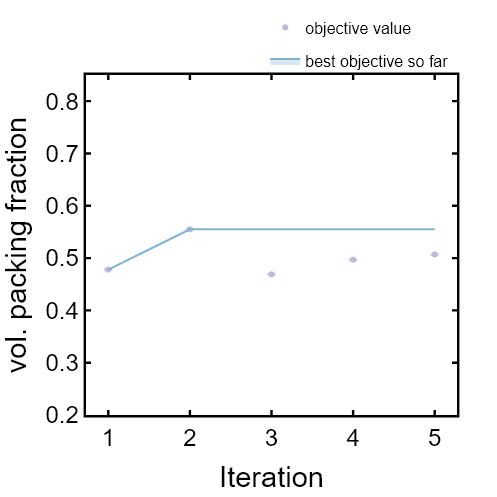 objective value
best objective so far
vol. packing fraction
0.8
0.7
0.6
0.5
0.4
0.3
0.2
1 2 3 4 5
Iteration